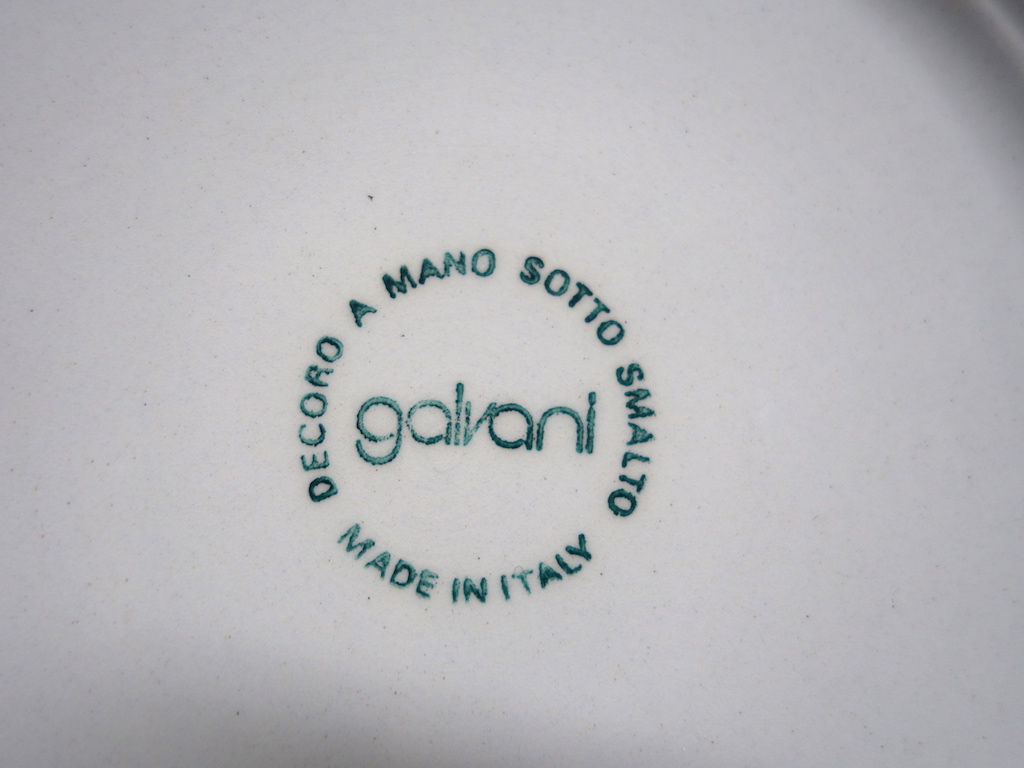 DECORO A MANO SOTTO SMALTO
galvani
MADE IN ITALY